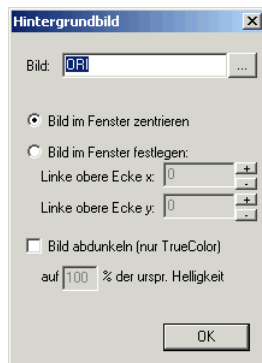 Hintergrundbild
Bild: ORI ...
Bild im Fenster zentrieren
Bild im Fenster festlegen:
Linke obere Ecke x: 0 + -
Linke obere Ecke y: 0 + -
Bild abdunkeln (nur TrueColor)
auf 100 % der urspr. Helligkeit
OK